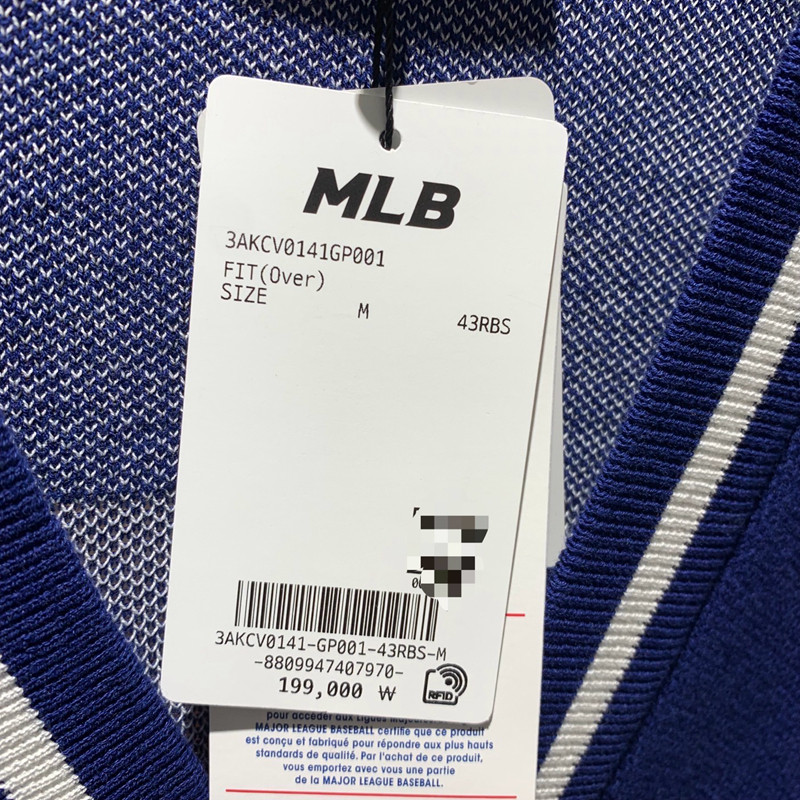 MLB
3AKCV0141GP001
FIT(Over)
SIZE
M
43RBS
3AKCV0141-GP001-43RBS-M
-8809947407970-
199,000 ₩
RFID
pour accéder aux Ligues
MAJOR LEAGUE BASEBALL certifie que ce produit
est conçu et fabriqué pour répondre aux plus hauts
standards de qualité. Par l'achat de ce produit,
vous emportez avec vous une partie
de la MAJOR LEAGUE BASEBALL.